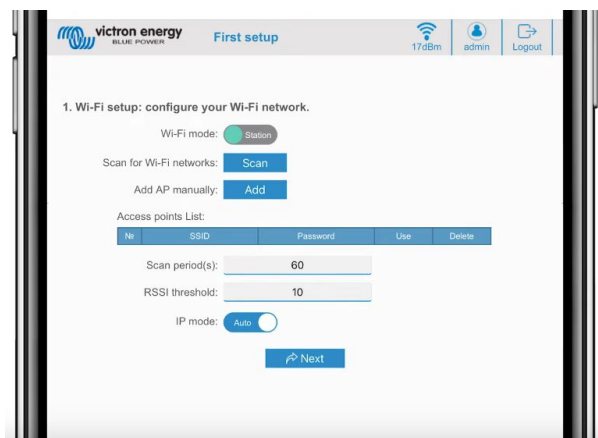 victron energy
BLUE POWER
First setup
17dBm
admin
Logout
1. Wi-Fi setup: configure your Wi-Fi network.
Wi-Fi mode: Station
Scan for Wi-Fi networks: Scan
Add AP manually: Add
Access points List:
№ SSID Password Use Delete
Scan period(s): 60
RSSI threshold: 10
IP mode: Auto
Next